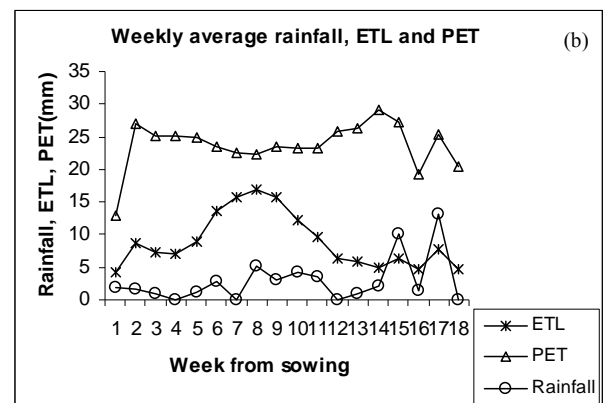 Weekly average rainfall, ETL and PET
(b)
Rainfall, ETL, PET(mm)
35
30
25
20
15
10
5
0
1 2 3 4 5 6 7 8 9 10 11 12 13 14 15 16 17 18
Week from sowing
ETL
PET
Rainfall